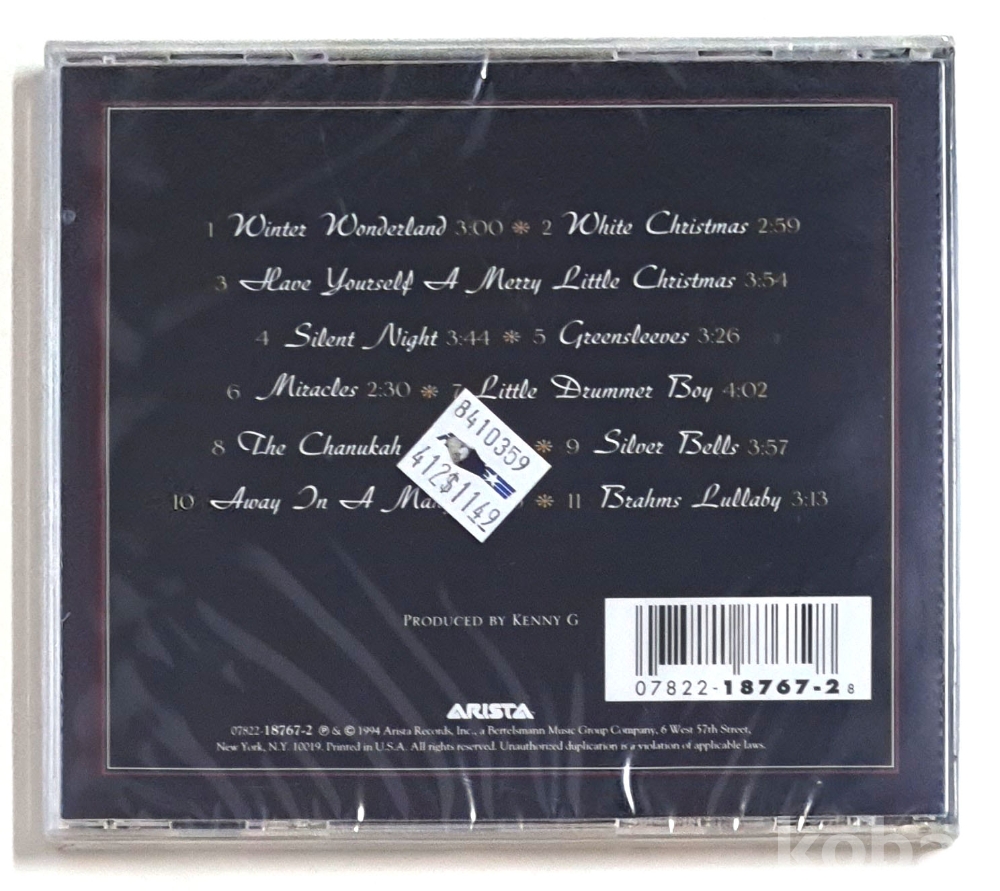 1 Winter Wonderland 3:00 * 2 White Christmas 2:59
3 Have Yourself A Merry Little Christmas 3:54
4 Silent Night 3:44 * 5 Greensleeves 3:26
6 Miracles 2:30 * 7 Little Drummer Boy 4:02
8 The Chanukah * 9 Silver Bells 3:57
10 Away In A * 11 Brahms Lullaby 3:13
8410359
412$1149
PRODUCED BY KENNY G
07822-18767-2 8
ARISTA
07822-18767-2 ℗ & © 1994 Arista Records, Inc., a Bertelsmann Music Group Company, 6 West 57th Street,
New York, N.Y. 10019. Printed in U.S.A. All rights reserved. Unauthorized duplication is a violation of applicable laws.